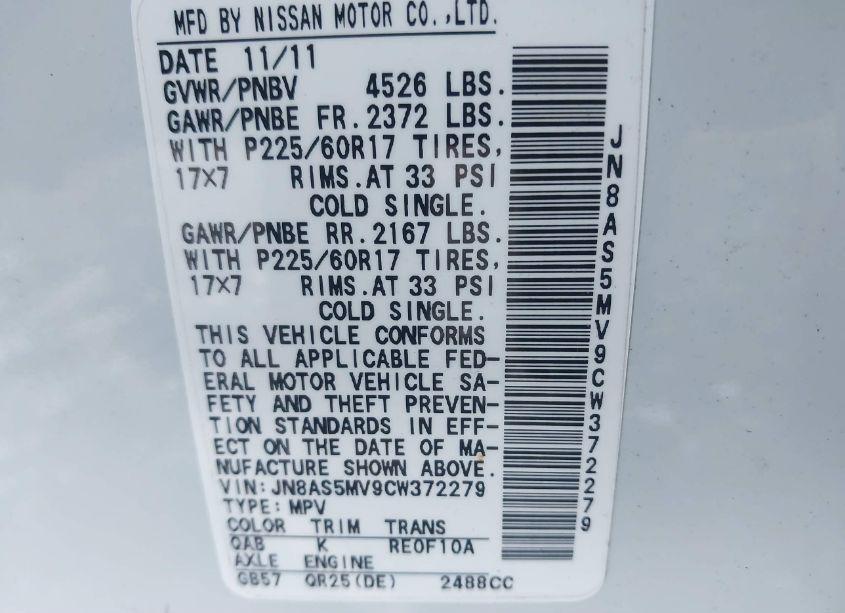 MFD BY NISSAN MOTOR CO.,LTD.
DATE 11/11
GVWR/PNBV 4526 LBS.
GAWR/PNBE FR.2372 LBS.
WITH P225/60R17 TIRES,
17X7 RIMS.AT 33 PSI
COLD SINGLE.
GAWR/PNBE RR.2167 LBS.
WITH P225/60R17 TIRES,
17X7 RIMS.AT 33 PSI
COLD SINGLE.
THIS VEHICLE CONFORMS
TO ALL APPLICABLE FED-
ERAL MOTOR VEHICLE SA-
FETY AND THEFT PREVEN-
TION STANDARDS IN EFF-
ECT ON THE DATE OF MA-
NUFACTURE SHOWN ABOVE.
VIN:JN8AS5MV9CW372279
TYPE:MPV
COLOR TRIM TRANS
QAB K RE0F10A
AXLE ENGINE
GB57 QR25(DE) 2488CC
JN8AS5MV9CW372279